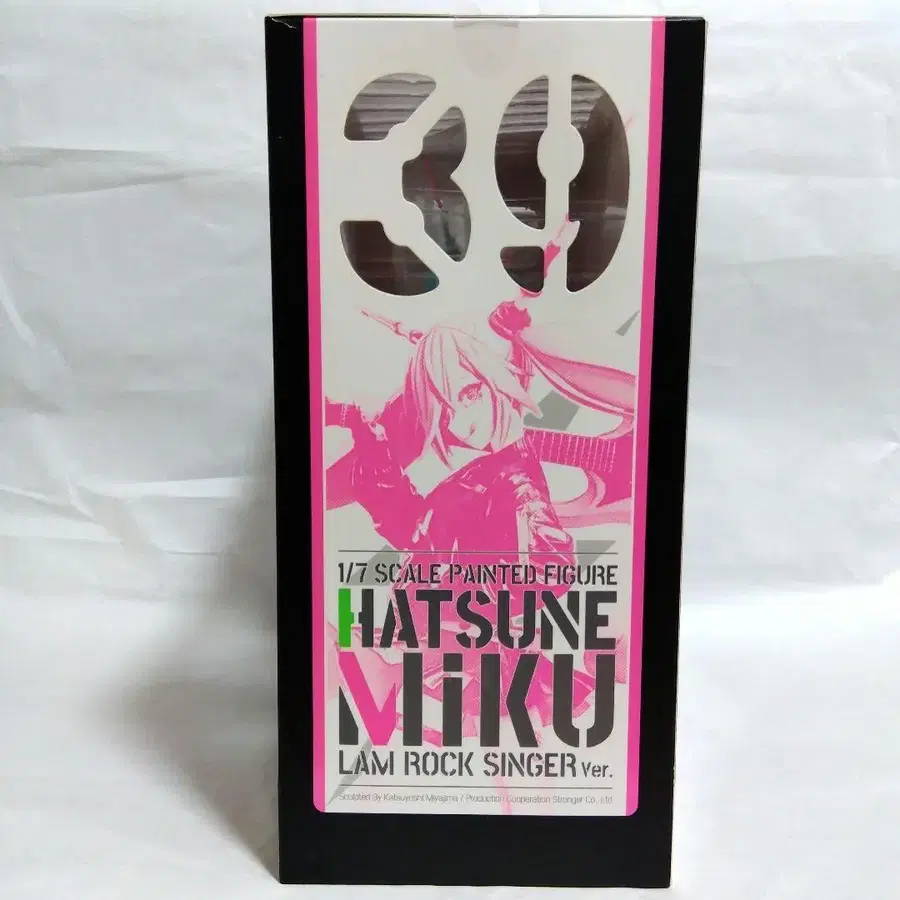 39
1/7 SCALE PAINTED FIGURE
HATSUNE
MiKU
LAM ROCK SINGER Ver.
Sculpted By Katsuyoshi Miyajima / Production Cooperation Stronger Co., Ltd